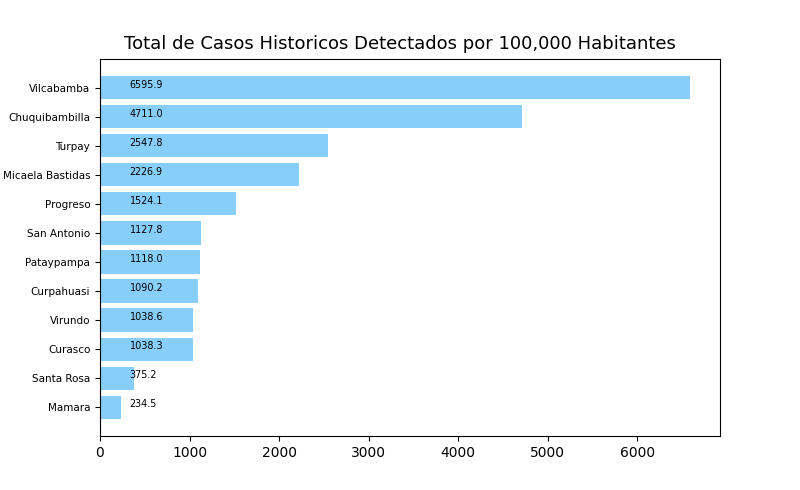 Total de Casos Historicos Detectados por 100,000 Habitantes
Vilcabamba 6595.9
Chuquibambilla 4711.0
Turpay 2547.8
Micaela Bastidas 2226.9
Progreso 1524.1
San Antonio 1127.8
Pataypampa 1118.0
Curpahuasi 1090.2
Virundo 1038.6
Curasco 1038.3
Santa Rosa 375.2
Mamara 234.5
0 1000 2000 3000 4000 5000 6000